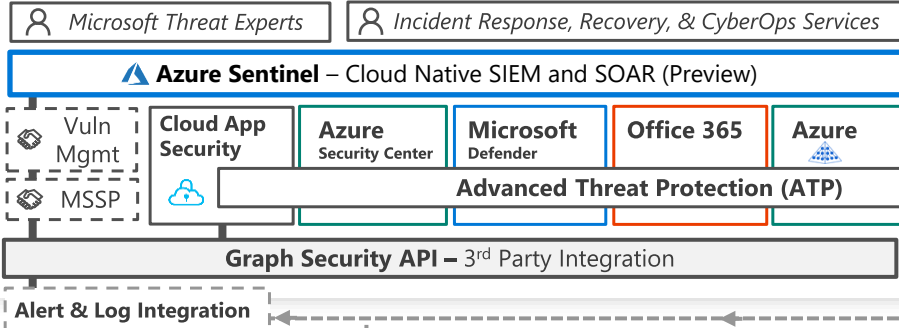 Microsoft Threat Experts
Incident Response, Recovery, & CyberOps Services
Azure Sentinel – Cloud Native SIEM and SOAR (Preview)
Vuln
Mgmt
MSSP
Cloud App
Security
Azure
Security Center
Microsoft
Defender
Office 365
Azure
Advanced Threat Protection (ATP)
Graph Security API – 3rd Party Integration
Alert & Log Integration